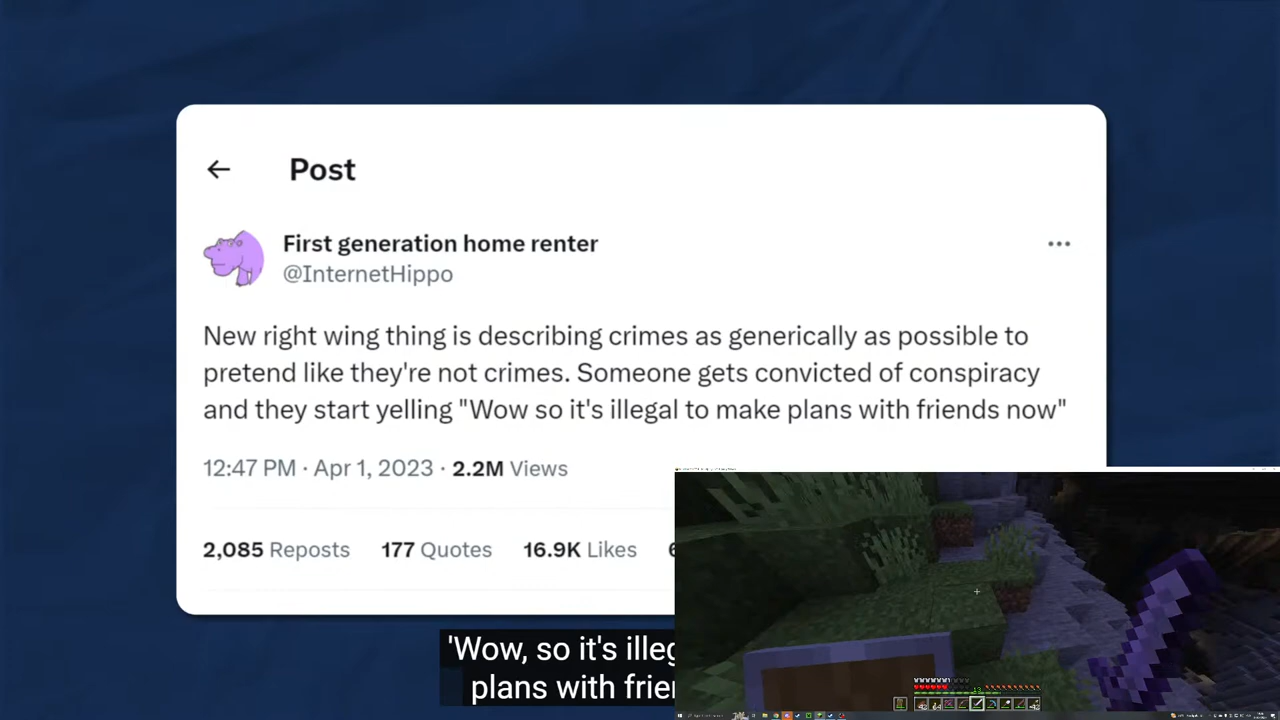 Post
First generation home renter
@InternetHippo
New right wing thing is describing crimes as generically as possible to
pretend like they're not crimes. Someone gets convicted of conspiracy
and they start yelling "Wow so it's illegal to make plans with friends now"
12:47 PM · Apr 1, 2023 · 2.2M Views
2,085 Reposts 177 Quotes 16.9K Likes
'Wow, so it's
plans with